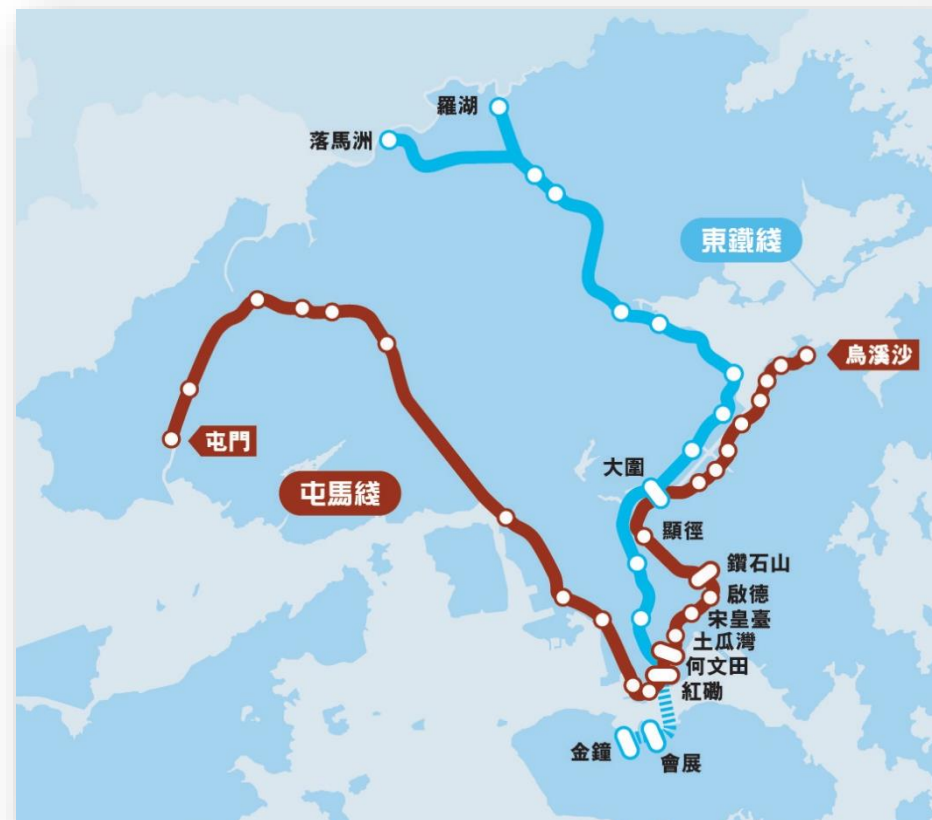 羅湖
落馬洲
東鐵綫
烏溪沙
屯門
大圍
屯馬綫
顯徑
鑽石山
啟德
宋皇臺
土瓜灣
何文田
紅磡
金鐘
會展